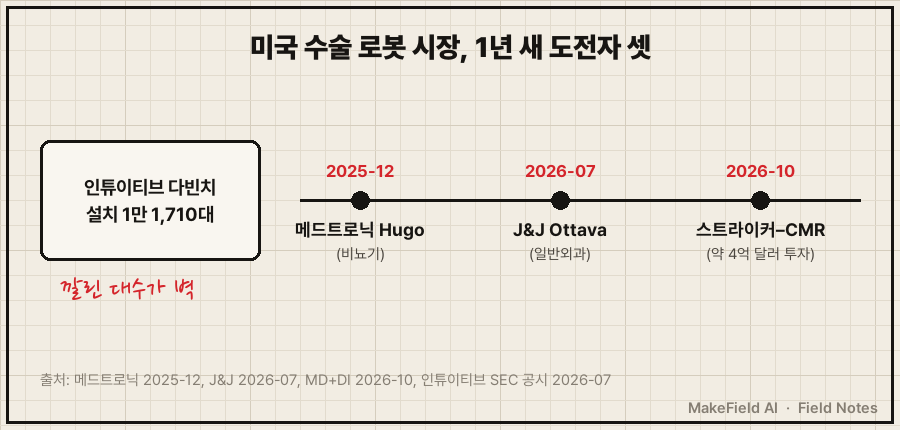 미국 수술 로봇 시장, 1년 새 도전자 셋
인튜이티브 다빈치
설치 1만 1,710대
깔린 대수가 벽
2025-12
메드트로닉 Hugo
(비뇨기)
2026-07
J&J Ottava
(일반외과)
2026-10
스트라이커–CMR
(약 4억 달러 투자)
출처: 메드트로닉 2025-12, J&J 2026-07, MD+DI 2026-10, 인튜이티브 SEC 공시 2026-07
MakeField AI · Field Notes